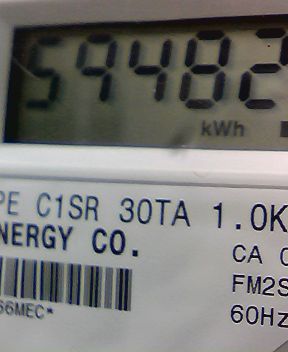 59482
kWh
PE C1SR 30TA 1.0K
NERGY CO.
CA
FM2S
66MEC*
60Hz